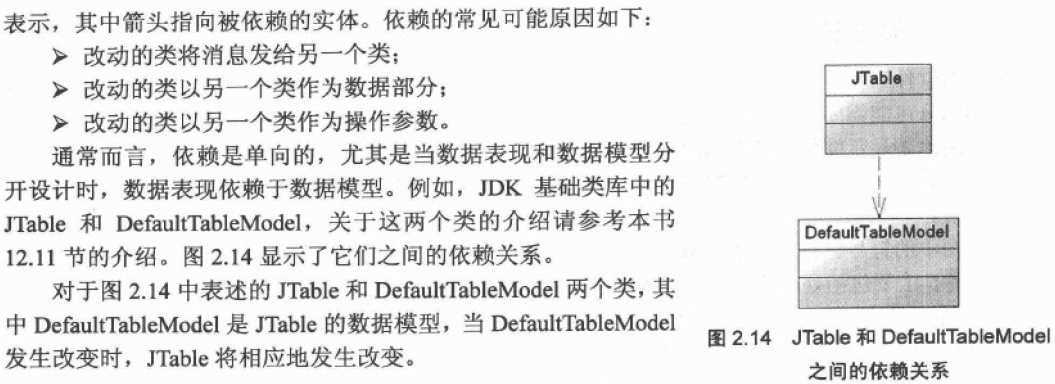 表示，其中箭头指向被依赖的实体。依赖的常见可能原因如下：
➢ 改动的类将消息发给另一个类；
➢ 改动的类以另一个类作为数据部分；
➢ 改动的类以另一个类作为操作参数。
通常而言，依赖是单向的，尤其是当数据表现和数据模型分
开设计时，数据表现依赖于数据模型。例如，JDK 基础类库中的
JTable 和 DefaultTableModel，关于这两个类的介绍请参考本书
12.11 节的介绍。图 2.14 显示了它们之间的依赖关系。
对于图 2.14 中表述的 JTable 和 DefaultTableModel 两个类，其
中 DefaultTableModel 是 JTable 的数据模型，当 DefaultTableModel
发生改变时，JTable 将相应地发生改变。
JTable
DefaultTableModel
图 2.14 JTable 和 DefaultTableModel
之间的依赖关系